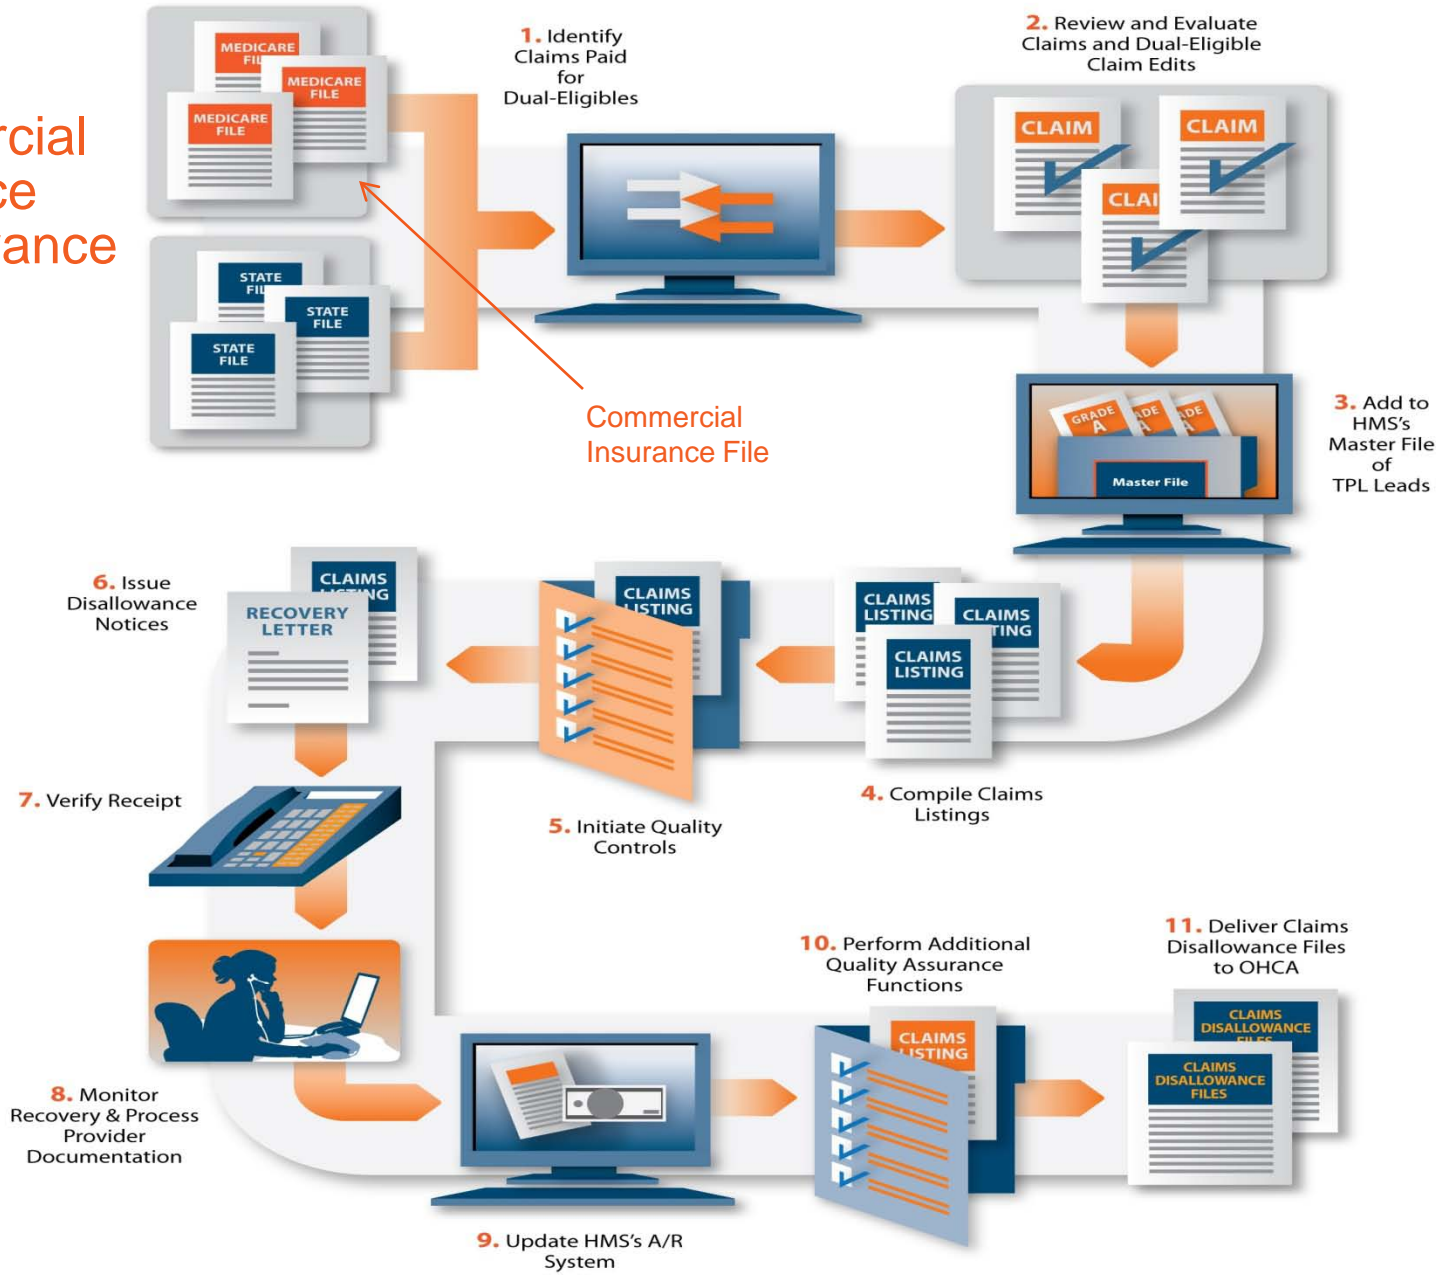 rcial
ce
vance
MEDICARE
MEDICARE
FILE
MEDICARE
FILE
STATE
STATE
FILE
STATE
FILE
1. Identify
Claims Paid
for
Dual-Eligibles
2. Review and Evaluate
Claims and Dual-Eligible
Claim Edits
CLAIM
CLAIM
Commercial
Insurance File
GRADE
A
A
A
Master File
3. Add to
HMS's
Master File
of
TPL Leads
6. Issue
Disallowance
Notices
CLAIMS
RECOVERY
LETTER
CLAIMS
LISTING
CLAIMS
LISTING
CLAIMS
CLAIMS
LISTING
4. Compile Claims
Listings
5. Initiate Quality
Controls
7. Verify Receipt
8. Monitor
Recovery & Process
Provider
Documentation
9. Update HMS's A/R
System
10. Perform Additional
Quality Assurance
Functions
CLAIMS
LISTING
11. Deliver Claims
Disallowance Files
to OHCA
CLAIMS
DISALLOWANCE
FILES
CLAIMS
DISALLOWANCE
FILES